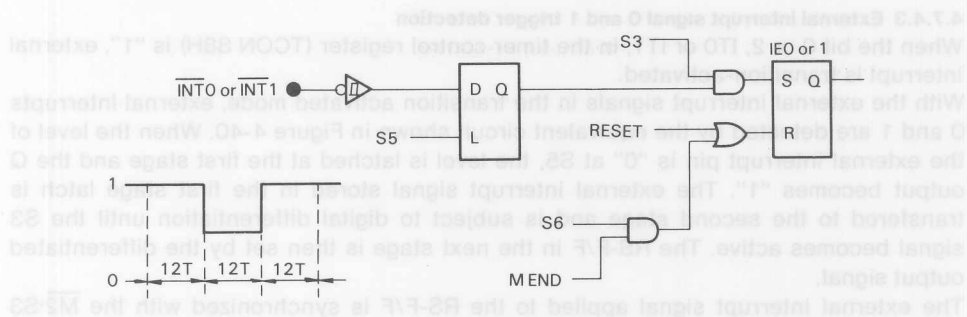 4.7.4.3 External interrupt signal 0 and 1 trigger detection
When the bit 0 or 2, IT0 or IT1, in the timer control register (TCON 88H) is "1", external
interrupt is transition-activated.
With the external interrupt signals in the transition activated mode, external interrupts
0 and 1 are detected by the equivalent circuit shown in Figure 4-40. When the level of
the external interrupt pin is "0" at S5, the level is latched at the first stage and the Q
output becomes "1". The external interrupt signal stored in the first stage latch is
transfered to the second stage and is subject to digital differentiation until the S3
signal becomes active. The RS-F/F in the next stage is then set by the differentiated
output signal.
The external interrupt signal applied to the RS-F/F is synchronized with the M2·S3
S3
IE0 or 1
INT0 or INT1
D Q
S Q
S5
L
RESET
R
1
S6
12T 12T 12T
0
M END